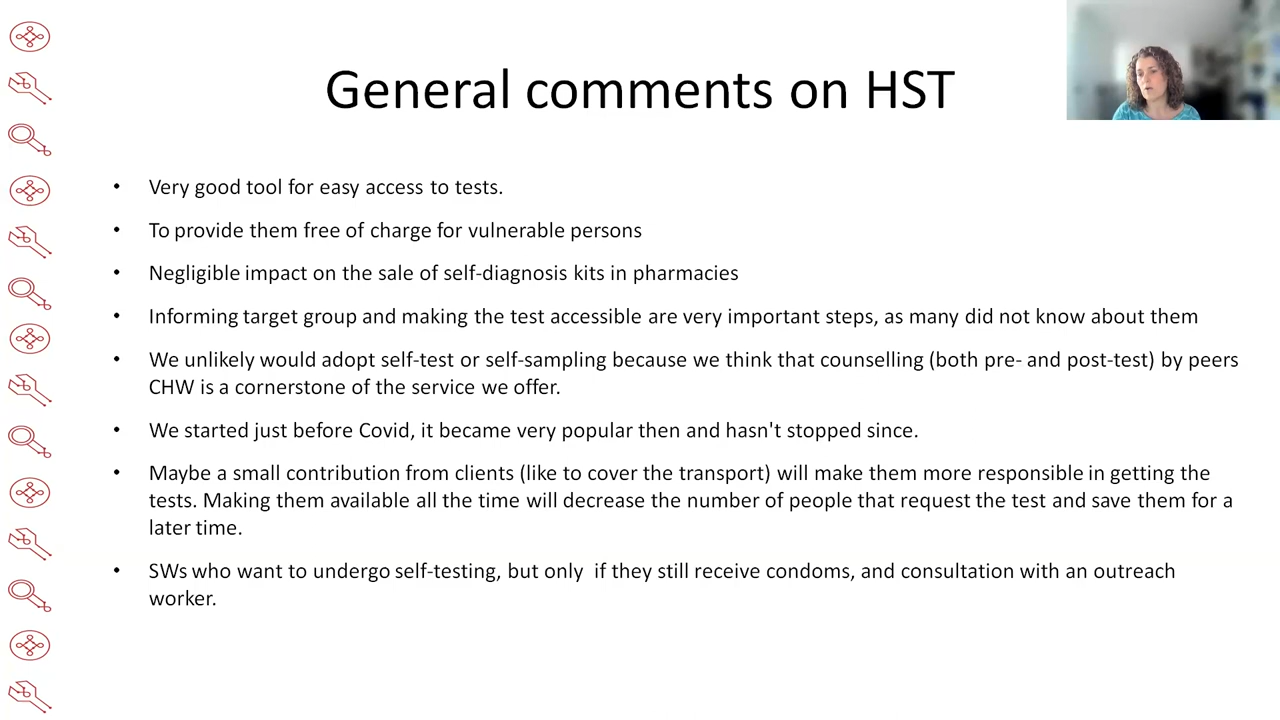 General comments on HST
• Very good tool for easy access to tests.
• To provide them free of charge for vulnerable persons
• Negligible impact on the sale of self-diagnosis kits in pharmacies
• Informing target group and making the test accessible are very important steps, as many did not know about them
• We unlikely would adopt self-test or self-sampling because we think that counselling (both pre- and post-test) by peers
CHW is a cornerstone of the service we offer.
• We started just before Covid, it became very popular then and hasn't stopped since.
• Maybe a small contribution from clients (like to cover the transport) will make them more responsible in getting the
tests. Making them available all the time will decrease the number of people that request the test and save them for a
later time.
• SWs who want to undergo self-testing, but only  if they still receive condoms, and consultation with an outreach
worker.